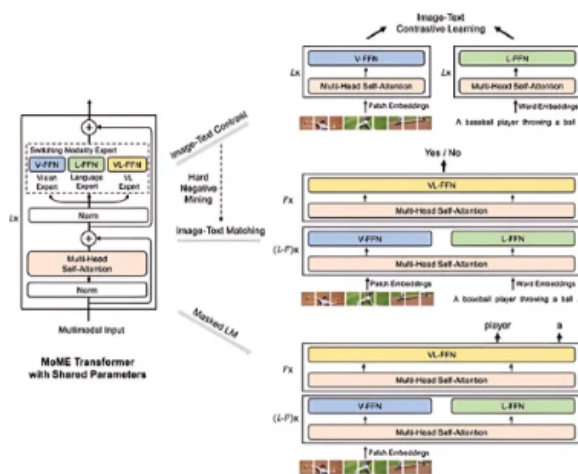 Image-Text
Contrastive Learning
V-FFN
L-FFN
Lx
Multi-Head Self-Attention
Lx
Multi-Head Self-Attention
Patch Embeddings
Word Embeddings
A baseball player throwing a ball
Switching Modality Expert
V-FFN
L-FFN
VL-FFN
Vision
Expert
Language
Expert
VL
Expert
Lx
Norm
Multi-Head
Self-Attention
Norm
Multimodal Input
MoME Transformer
with Shared Parameters
Image-Text Contrast
Hard
Negative
Mining
Image-Text Matching
Masked LM
Yes / No
VL-FFN
Fx
Multi-Head Self-Attention
V-FFN
L-FFN
(L-F)x
Multi-Head Self-Attention
Patch Embeddings
Word Embeddings
A baseball player throwing a ball
player
a
VL-FFN
Fx
Multi-Head Self-Attention
V-FFN
L-FFN
(L-F)x
Multi-Head Self-Attention
Patch Embeddings